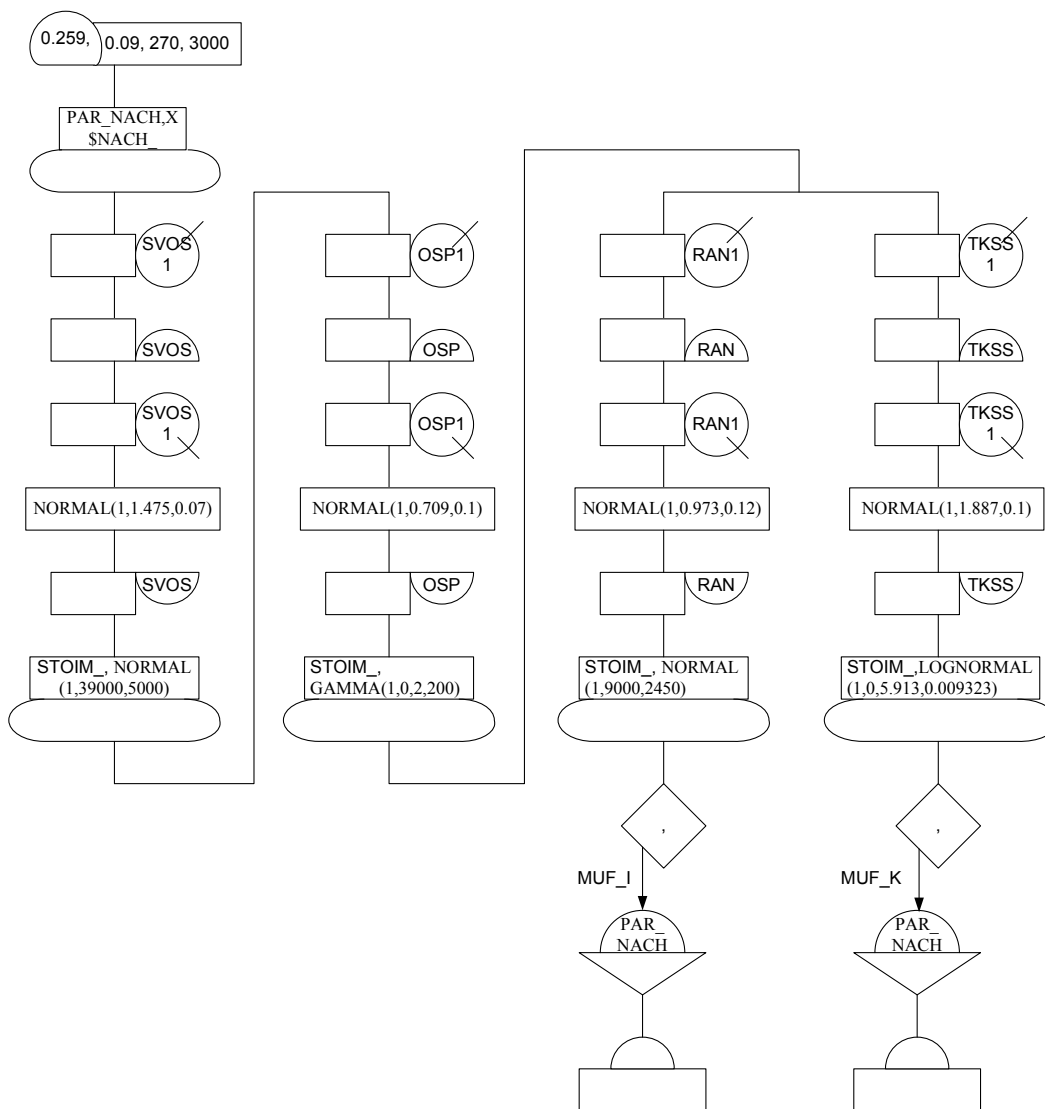 0.259,
0.09, 270, 3000
PAR_NACH,X
$NACH_
SVOS
1
SVOS
SVOS
1
NORMAL(1,1.475,0.07)
SVOS
STOIM_, NORMAL
(1,39000,5000)
OSP1
OSP
OSP1
NORMAL(1,0.709,0.1)
OSP
STOIM_,
GAMMA(1,0,2,200)
RAN1
RAN
RAN1
NORMAL(1,0.973,0.12)
RAN
STOIM_, NORMAL
(1,9000,2450)
,
MUF_I
PAR_
NACH
TKSS
1
TKSS
TKSS
1
NORMAL(1,1.887,0.1)
TKSS
STOIM_,LOGNORMAL
(1,0,5.913,0.009323)
,
MUF_K
PAR_
NACH